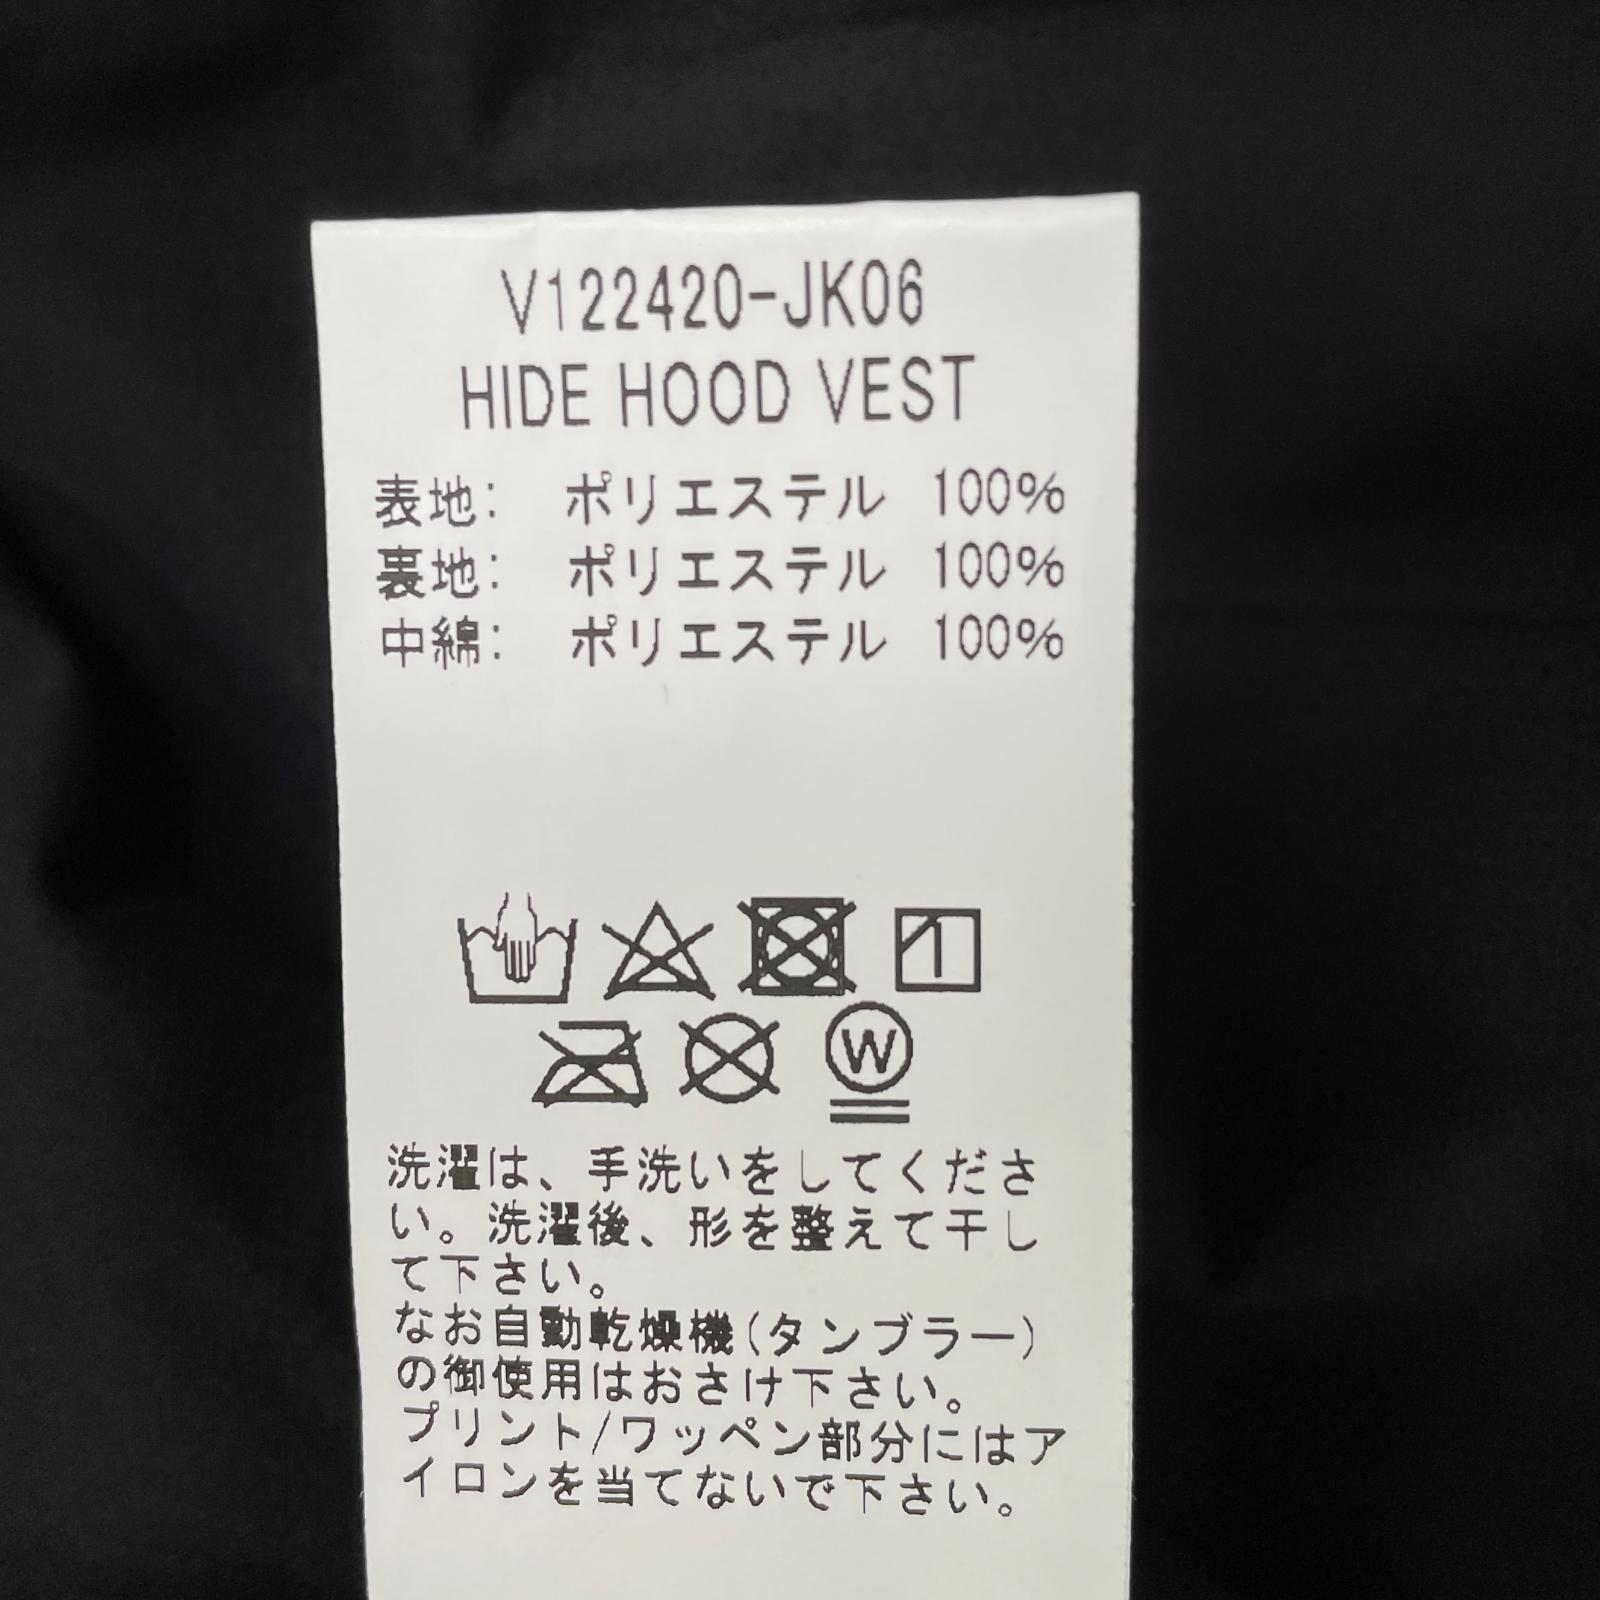 V122420-JK06
HIDE HOOD VEST
表地: ポリエステル 100%
裏地: ポリエステル 100%
中綿: ポリエステル 100%
W
洗濯は、手洗いをしてくださ
い。洗濯後、形を整えて干し
て下さい。
なお自動乾燥機(タンブラー)
の御使用はおさけ下さい。
プリント/ワッペン部分にはア
イロンを当てないで下さい。